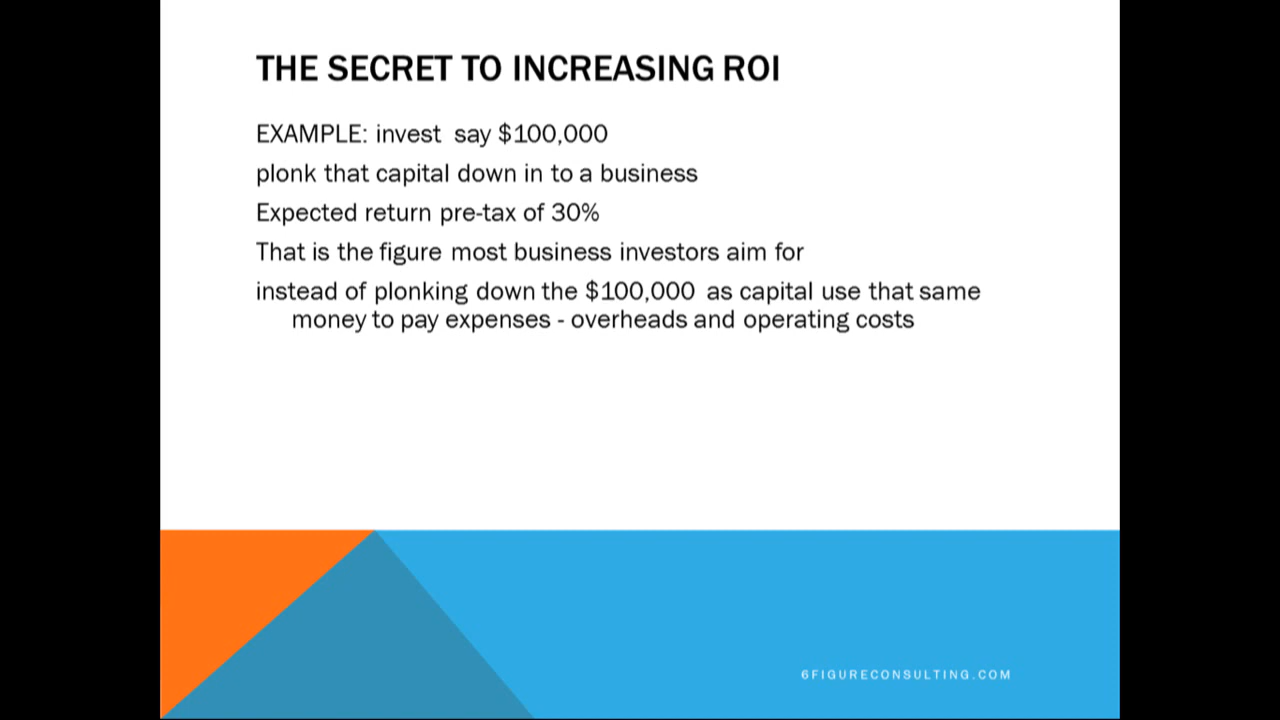 THE SECRET TO INCREASING ROI
EXAMPLE: invest say $100,000
plonk that capital down in to a business
Expected return pre-tax of 30%
That is the figure most business investors aim for
instead of plonking down the $100,000 as capital use that same
money to pay expenses - overheads and operating costs
6FIGURECONSULTING.COM